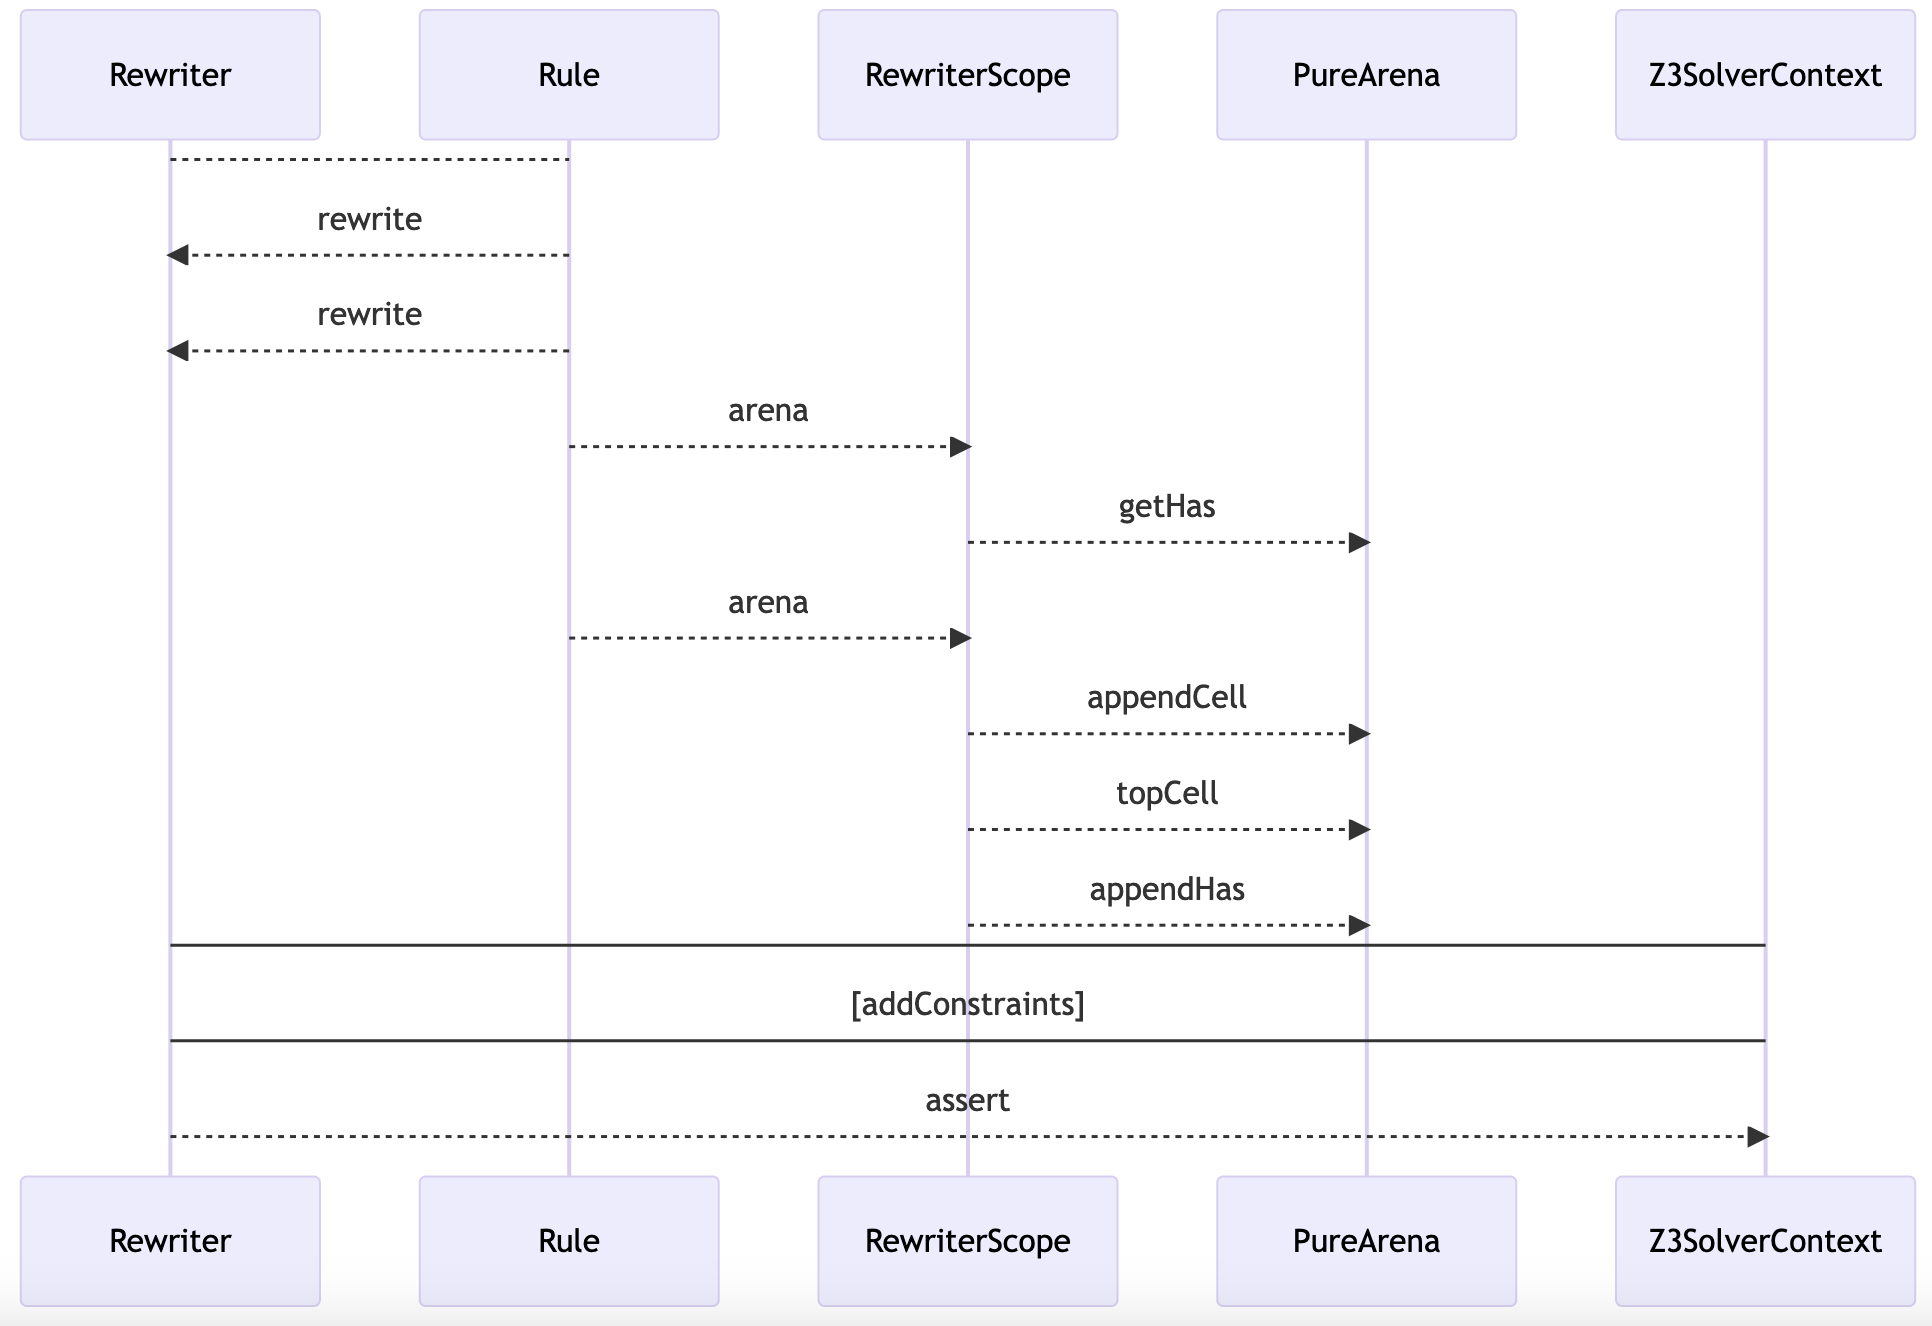 Rewriter
Rule
RewriterScope
PureArena
Z3SolverContext
rewrite
rewrite
arena
getHas
arena
appendCell
topCell
appendHas
[addConstraints]
assert
Rewriter
Rule
RewriterScope
PureArena
Z3SolverContext